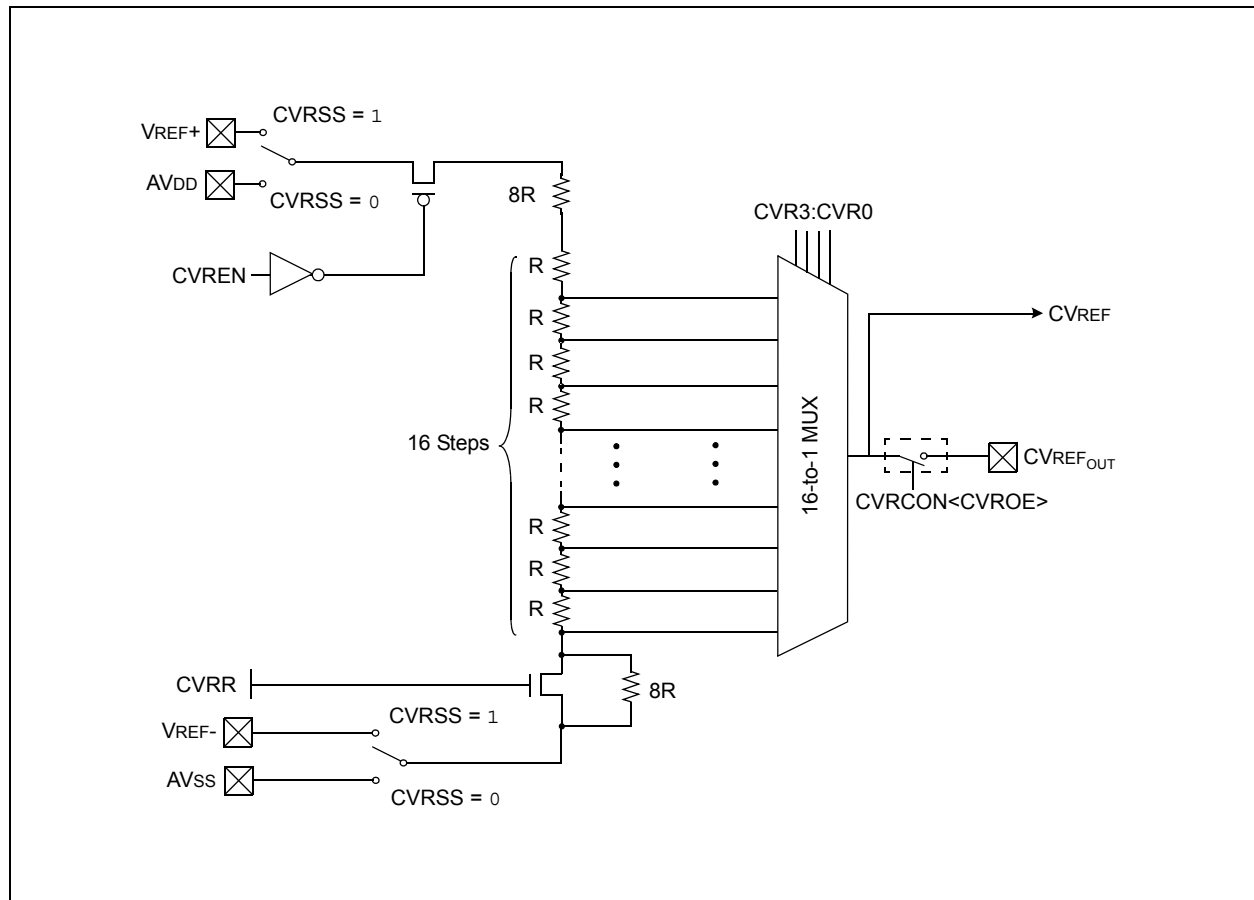 CVRSS = 1
VREF+
AVDD
CVRSS = 0
8R
CVREN
CVR3:CVR0
R
R
R
R
16 Steps
R
R
R
16-to-1 MUX
CVREF
CVREFOUT
CVRCON<CVROE>
CVRR
8R
CVRSS = 1
VREF-
AVSS
CVRSS = 0